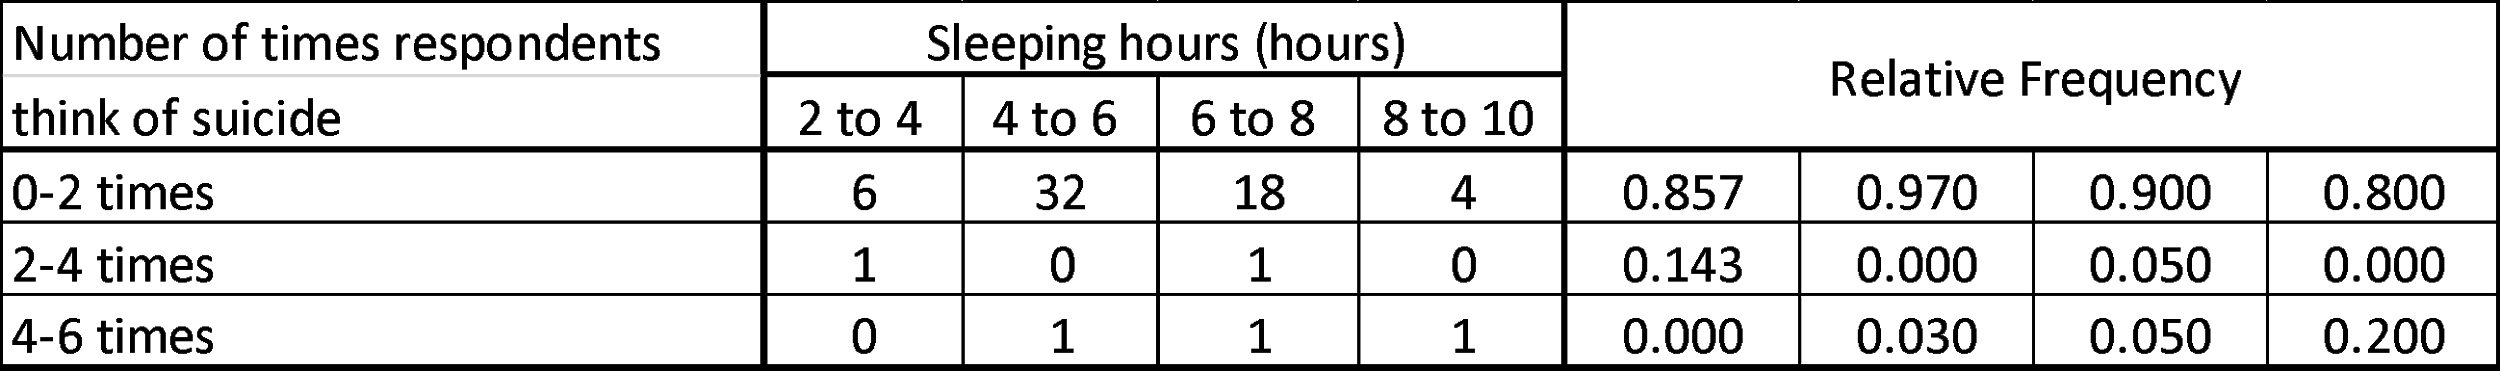 Number of times respondents think of suicide
Sleeping hours (hours)
Relative Frequency
2 to 4 4 to 6 6 to 8 8 to 10
0-2 times 6 32 18 4 0.857 0.970 0.900 0.800
2-4 times 1 0 1 0 0.143 0.000 0.050 0.000
4-6 times 0 1 1 1 0.000 0.030 0.050 0.200